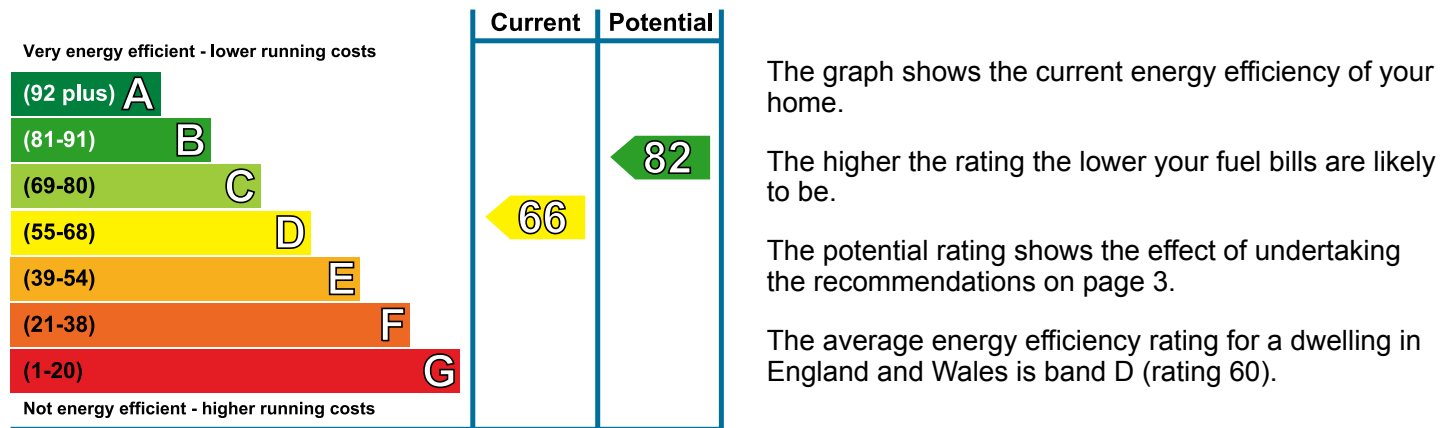 Current Potential
Very energy efficient - lower running costs
(92 plus) A
(81-91) B
82
(69-80) C
66
(55-68) D
(39-54) E
(21-38) F
(1-20) G
Not energy efficient - higher running costs
The graph shows the current energy efficiency of your
home.
The higher the rating the lower your fuel bills are likely
to be.
The potential rating shows the effect of undertaking
the recommendations on page 3.
The average energy efficiency rating for a dwelling in
England and Wales is band D (rating 60).